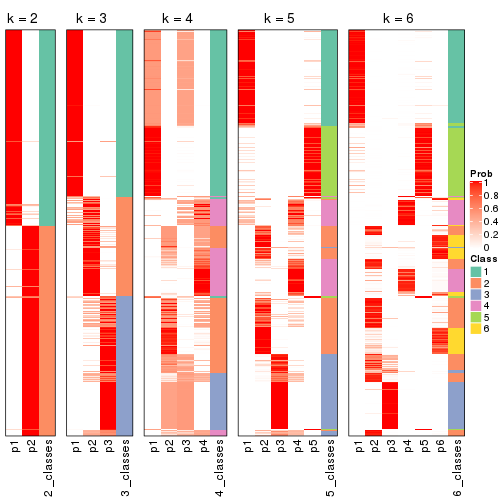 k = 2
k = 3
k = 4
k = 5
k = 6
Prob
1
0.8
0.6
0.4
0.2
0
Class
1
2
3
4
5
6
p1
p2
2_classes
p1
p2
p3
3_classes
p1
p2
p3
p4
4_classes
p1
p2
p3
p4
p5
5_classes
p1
p2
p3
p4
p5
p6
6_classes